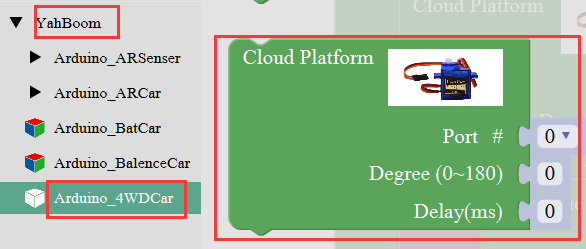 YahBoom
Arduino_ARSenser
Arduino_ARCar
Arduino_BatCar
Arduino_BalenceCar
Arduino_4WDCar
Cloud Platform
Cloud Platform
Port #
0
Degree (0~180)
0
Delay(ms)
0